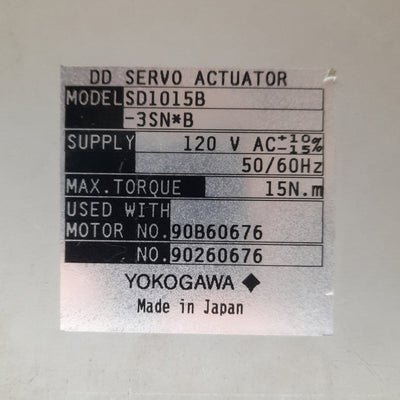 DD SERVO ACTUATOR
MODEL SD1015B
-3SN*B
SUPPLY 120 V AC +10 -15 %
50/60Hz
MAX.TORQUE 15N.m
USED WITH
MOTOR NO. 90B60676
NO. 90260676
YOKOGAWA ◆
Made in Japan